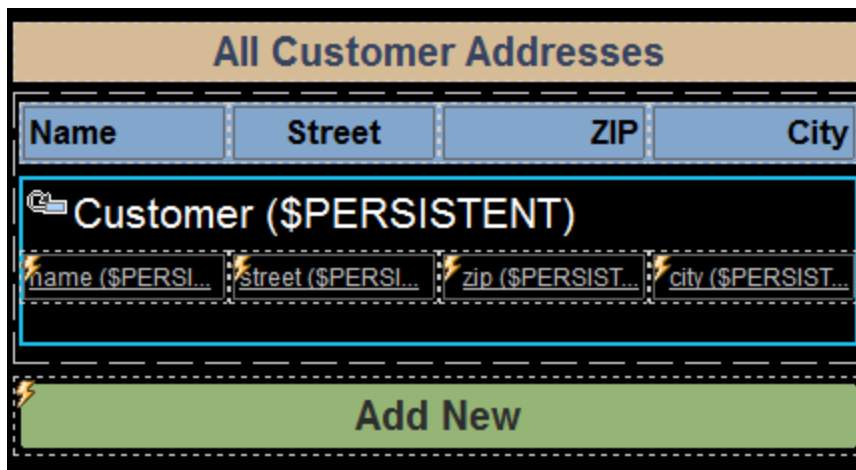 All Customer Addresses
Name Street ZIP City
Customer ($PERSISTENT)
name ($PERSI... street ($PERSI... zip ($PERSIST... city ($PERSIST...
Add New